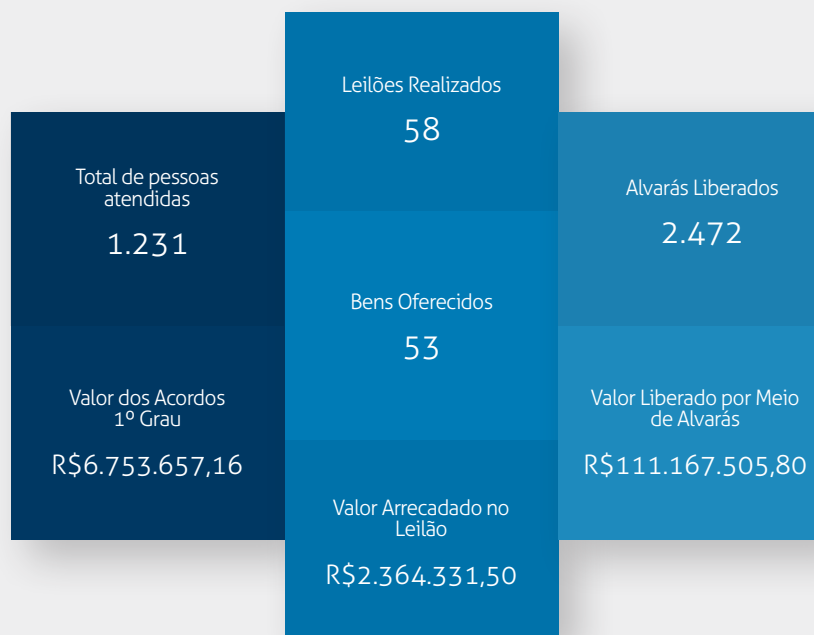 Total de pessoas
atendidas
1.231
Valor dos Acordos
1º Grau
R$6.753.657,16
Leilões Realizados
58
Bens Oferecidos
53
Valor Arrecadado no
Leilão
R$2.364.331,50
Alvarás Liberados
2.472
Valor Liberado por Meio
de Alvarás
R$111.167.505,80